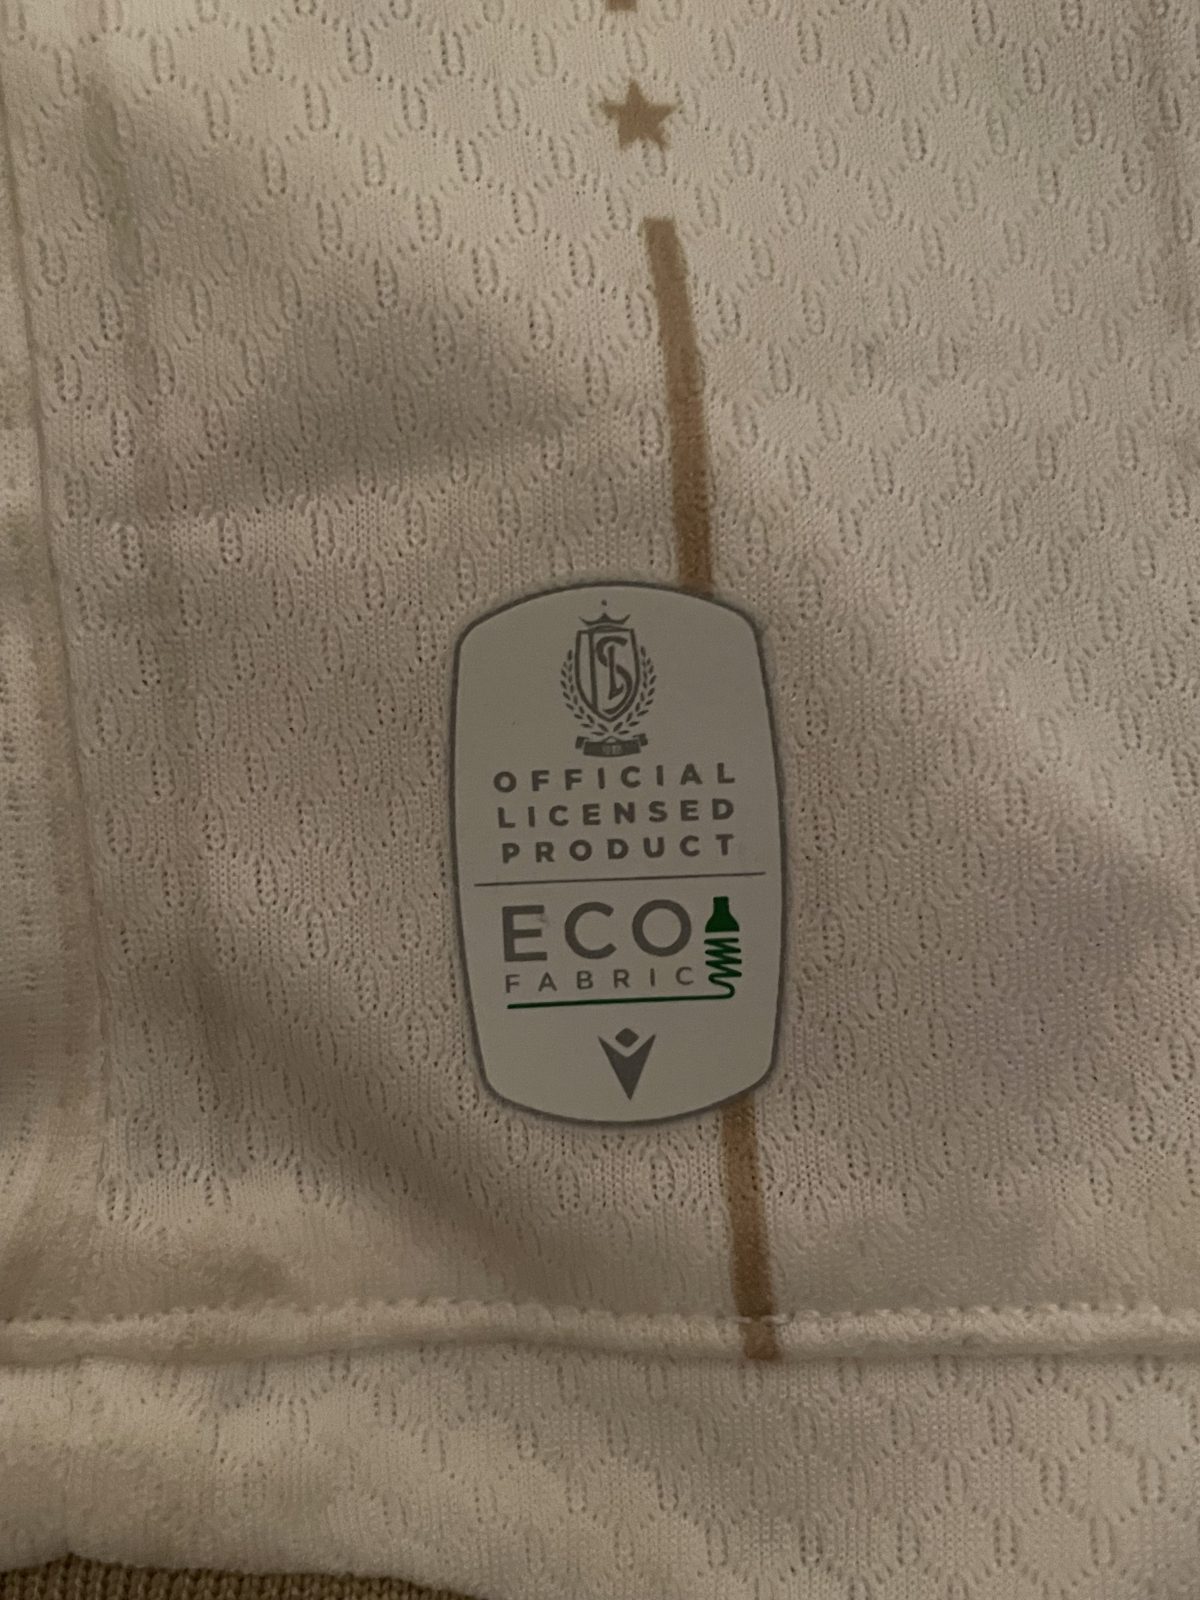 OFFICIAL
LICENSED
PRODUCT
ECO
FABRIC